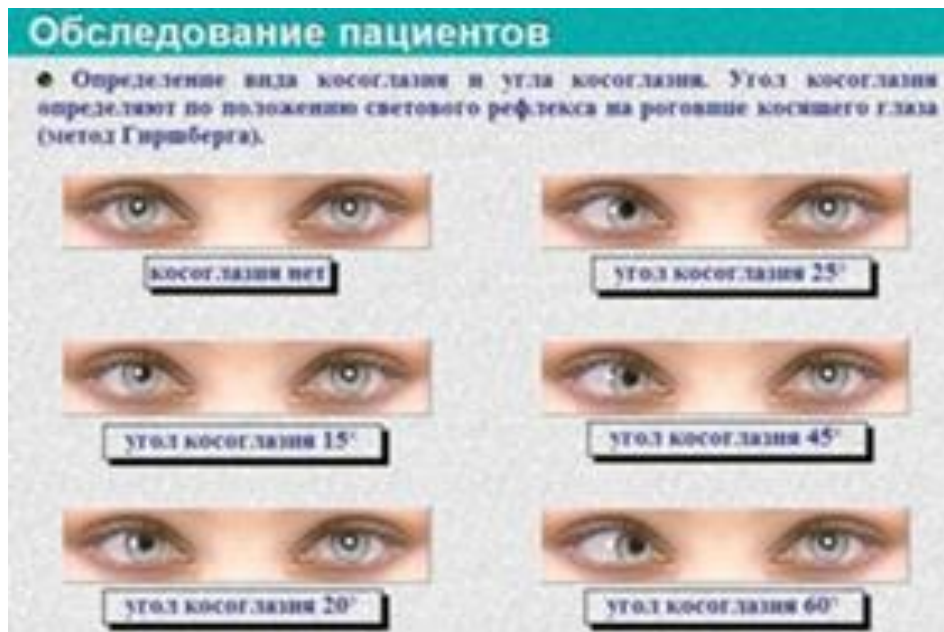 Обследование пациентов
Определение вида косоглазия и угла косоглазия. Угол косоглазия
определяют по положению светового рефлекса на роговице косящего глаза
(метод Гиршберга).
косоглазия нет
угол косоглазия 25°
угол косоглазия 15°
угол косоглазия 45°
угол косоглазия 20°
угол косоглазия 60°